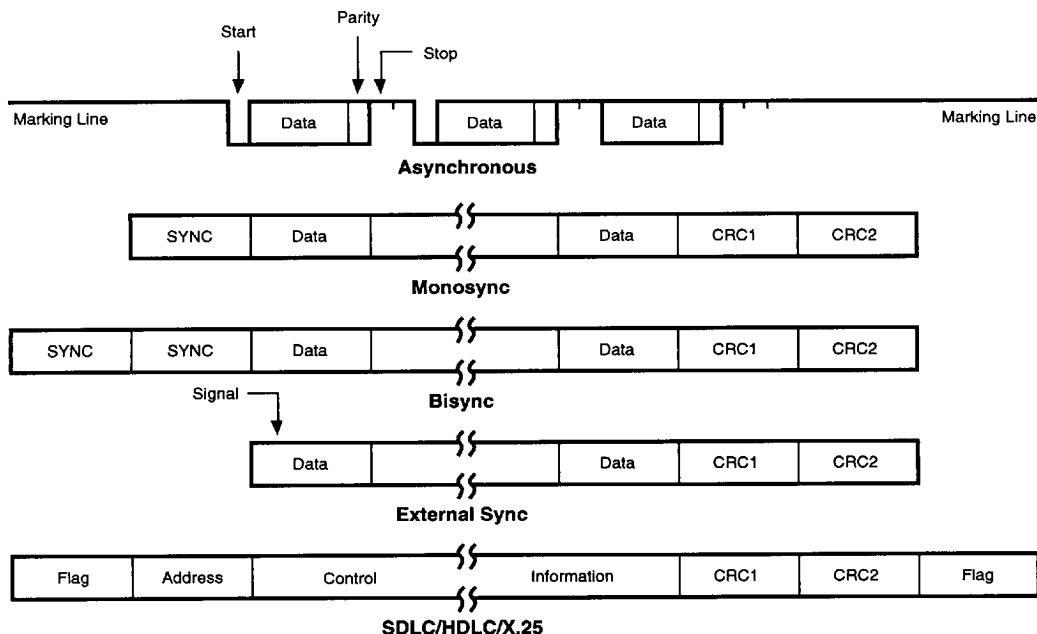 Start
Parity
Stop
Marking Line
Data
Data
Data
Marking Line
Asynchronous
SYNC
Data
Data
CRC1
CRC2
Monosync
SYNC
SYNC
Data
Data
CRC1
CRC2
Bisync
Signal
Data
Data
CRC1
CRC2
External Sync
Flag
Address
Control
Information
CRC1
CRC2
Flag
SDLC/HDLC/X.25